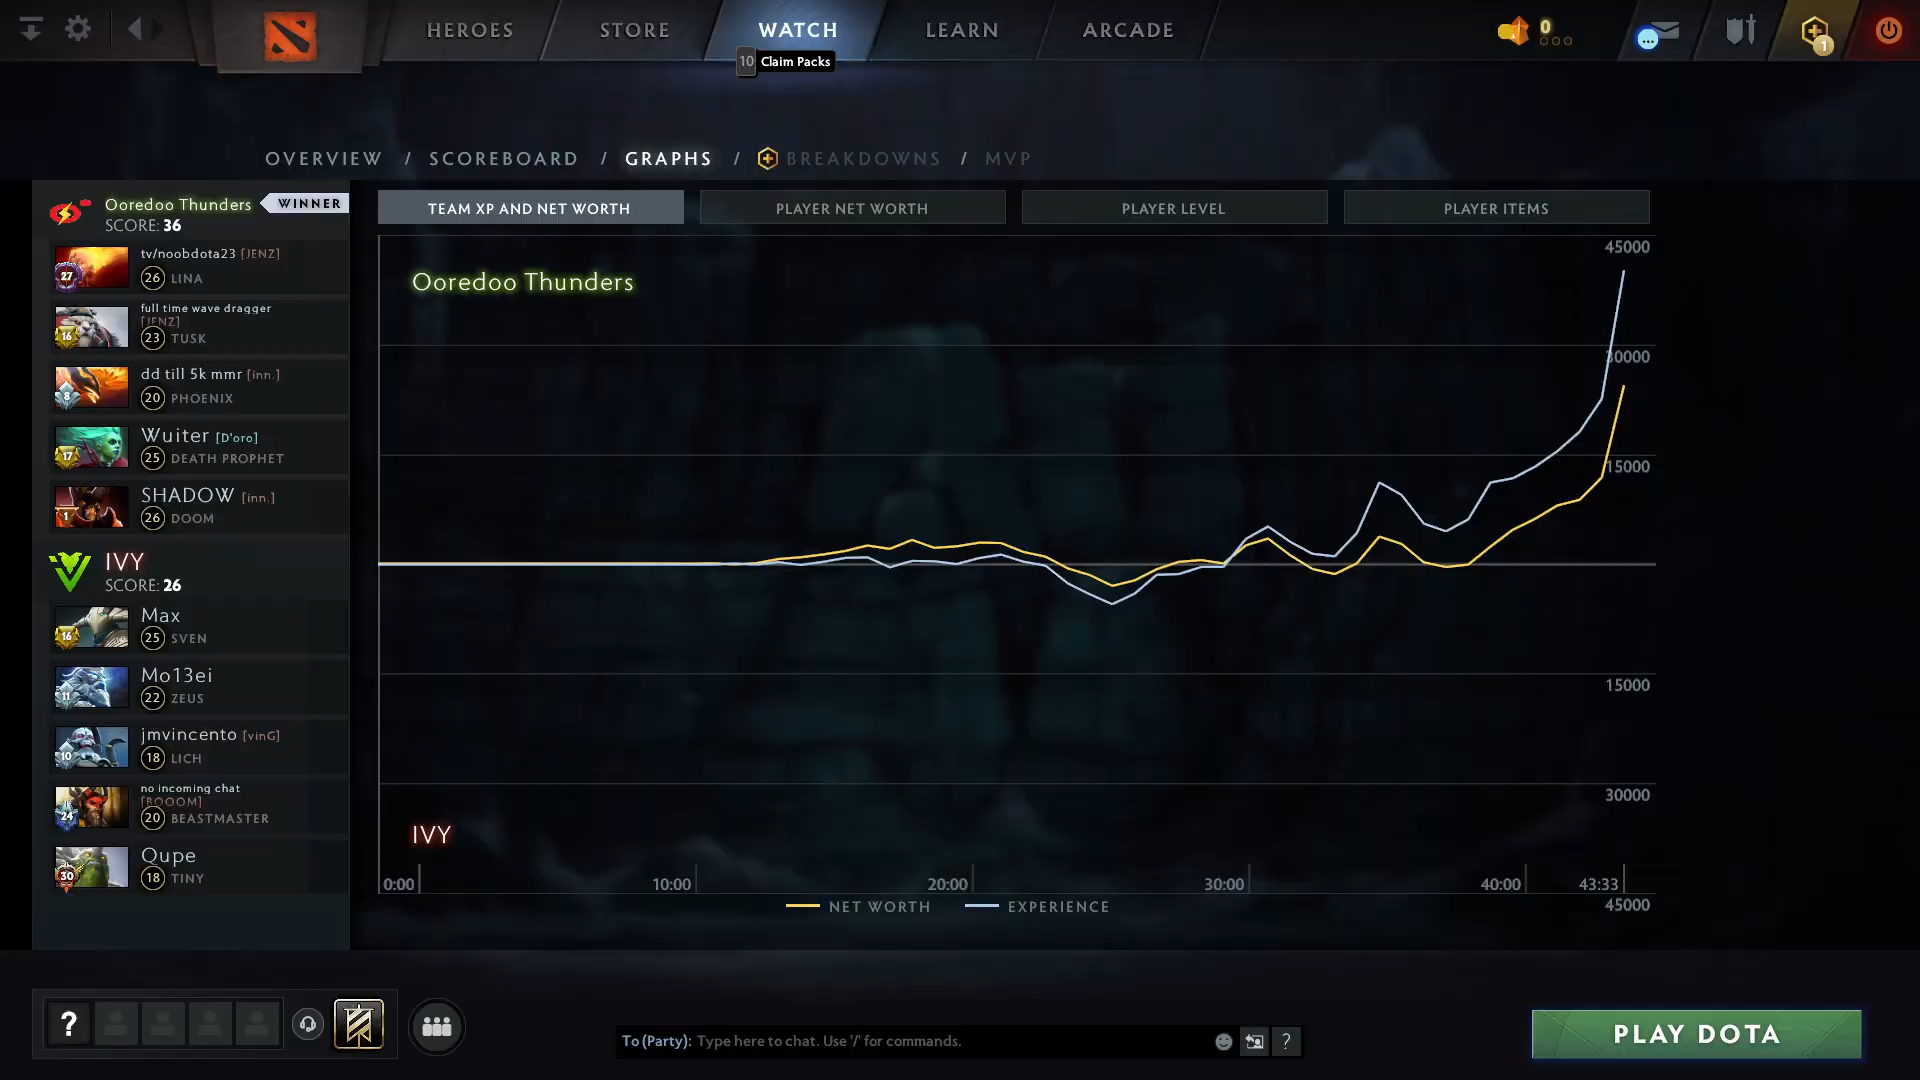 HEROES
STORE
WATCH
LEARN
ARCADE
0
10 Claim Packs
1
OVERVIEW / SCOREBOARD / GRAPHS / BREAKDOWNS / MVP
Ooredoo Thunders
WINNER
SCORE: 36
tv/noobdota23 [JENZ]
27
26 LINA
full time wave dragger
[JENZ]
16
23 TUSK
dd till 5k mmr [inn.]
8
20 PHOENIX
Wuiter [D'oro]
17
25 DEATH PROPHET
SHADOW [inn.]
1
26 DOOM
IVY
SCORE: 26
Max
16
25 SVEN
Mo13ei
11
22 ZEUS
jmvincento [vinG]
10
18 LICH
no incoming chat
[BOOOM]
24
20 BEASTMASTER
Qupe
30
18 TINY
TEAM XP AND NET WORTH
PLAYER NET WORTH
PLAYER LEVEL
PLAYER ITEMS
45000
Ooredoo Thunders
30000
15000
15000
30000
IVY
0:00
10:00
20:00
30:00
40:00
43:33
45000
NET WORTH
EXPERIENCE
?
To (Party): Type here to chat. Use '/' for commands.
?
PLAY DOTA